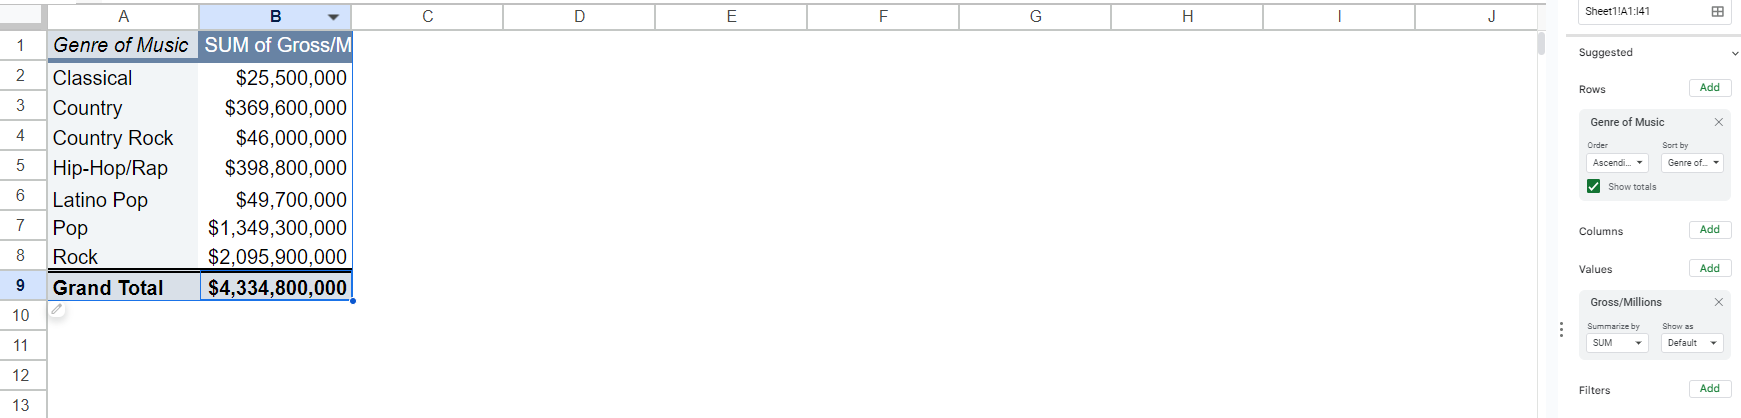 A B C D E F G H I J
1 Genre of Music SUM of Gross/M
2 Classical $25,500,000
3 Country $369,600,000
4 Country Rock $46,000,000
5 Hip-Hop/Rap $398,800,000
6 Latino Pop $49,700,000
7 Pop $1,349,300,000
8 Rock $2,095,900,000
9 Grand Total $4,334,800,000
10
11
12
13
Sheet1!A1:I41
Suggested
Rows Add
Genre of Music
Order Sort by
Ascendi... Genre of...
Show totals
Columns Add
Values Add
Gross/Millions
Summarize by Show as
SUM Default
Filters Add